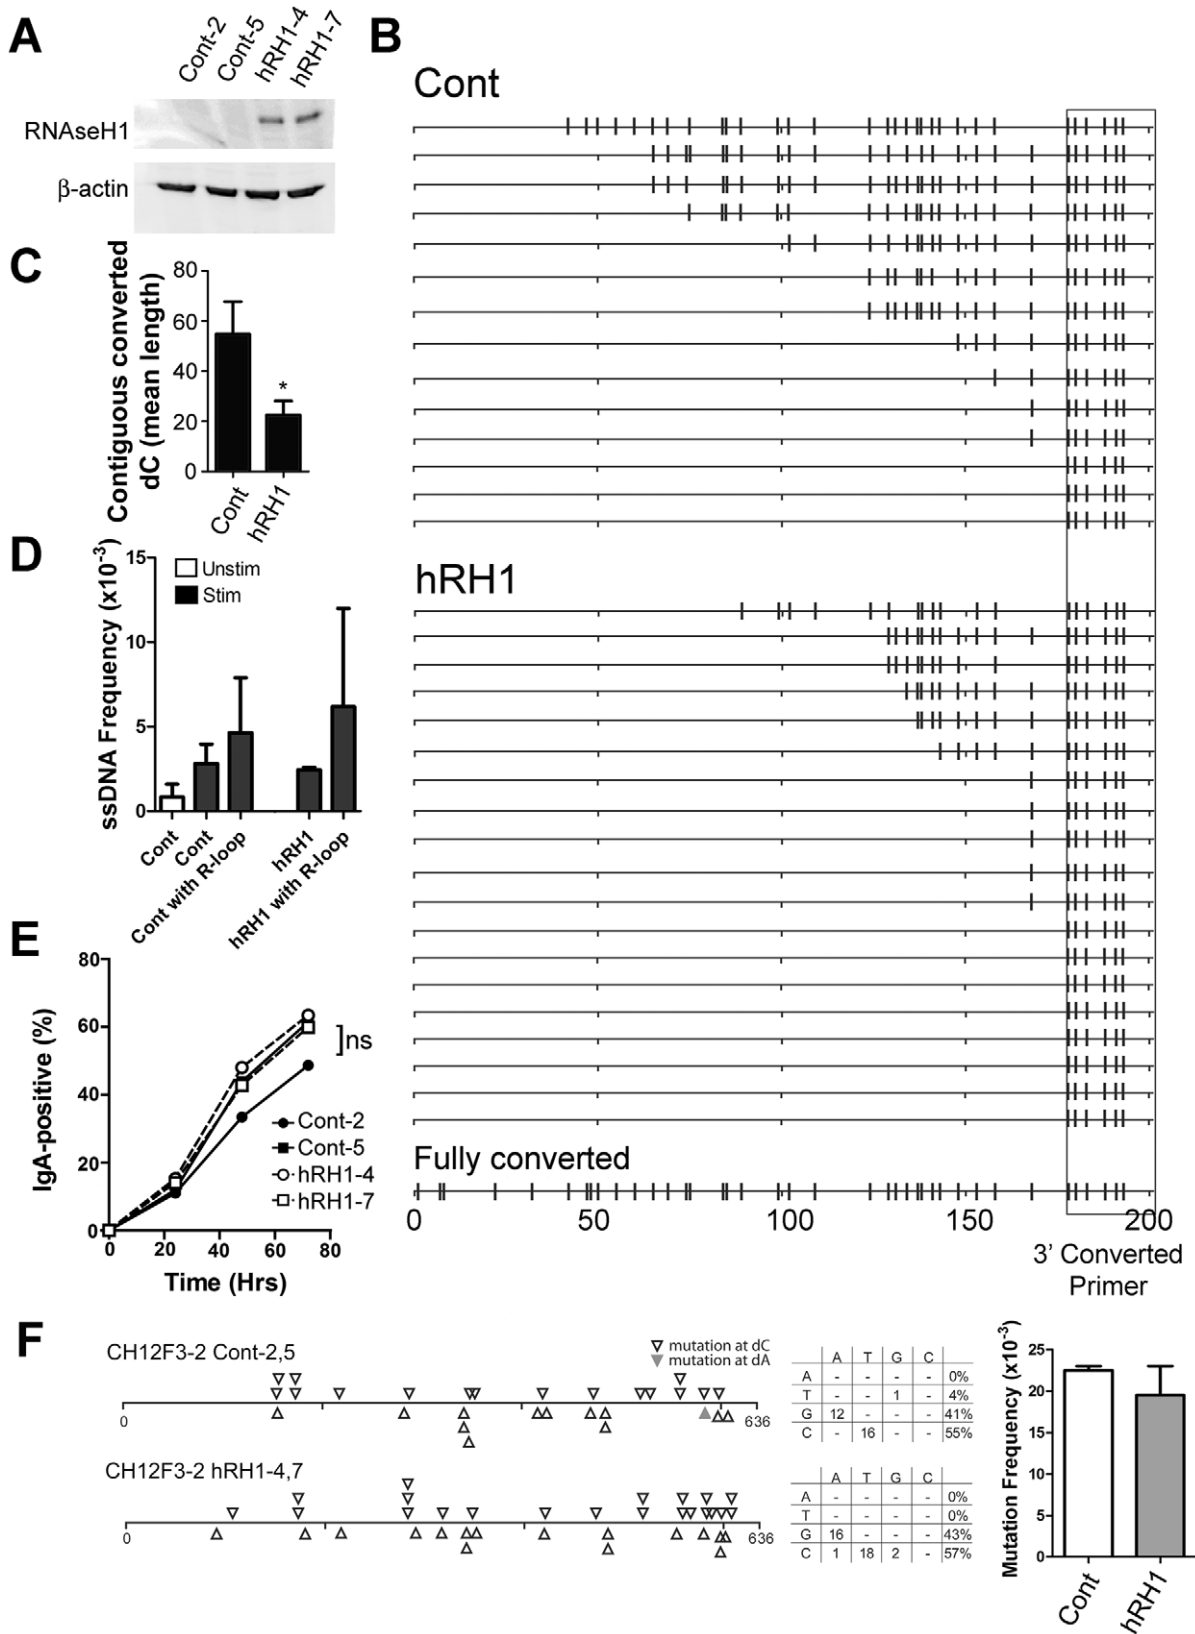 A
Cont-2
Cont-5
hRH1-4
hRH1-7
RNAseH1
β-actin
B
Cont
hRH1
Fully converted
0 50 100 150 200
3' Converted
Primer
C
Contiguous converted
dC (mean length)
80
60
40
20
0
Cont
hRH1
*
D
ssDNA Frequency (x10-3)
15
10
5
0
Unstim
Stim
Cont
Cont
Cont with R-loop
hRH1
hRH1 with R-loop
E
IgA-positive (%)
80
60
40
20
0
]ns
Cont-2
Cont-5
hRH1-4
hRH1-7
0 20 40 60 80
Time (Hrs)
F
CH12F3-2 Cont-2,5
mutation at dC
mutation at dA
0 636
A T G C
A - - - - 0%
T - - 1 - 4%
G 12 - - - 41%
C - 16 - - 55%
CH12F3-2 hRH1-4,7
0 636
A T G C
A - - - - 0%
T - - - - 0%
G 16 - - - 43%
C 1 18 2 - 57%
Mutation Frequency (x10-3)
25
20
15
10
5
0
Cont
hRH1